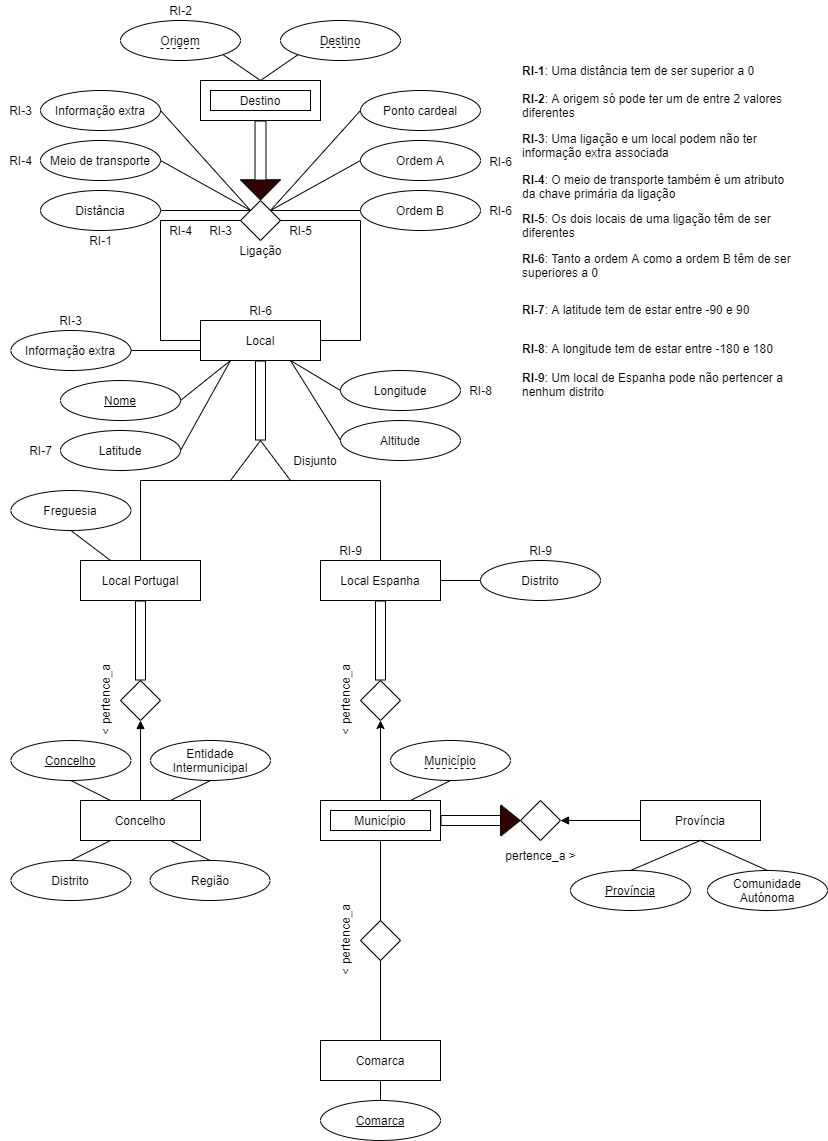 RI-2
Origem
Destino
Destino
RI-1: Uma distância tem de ser superior a 0
RI-2: A origem só pode ter um de entre 2 valores
diferentes
RI-3: Uma ligação e um local podem não ter
informação extra associada
RI-4: O meio de transporte também é um atributo
da chave primária da ligação
RI-5: Os dois locais de uma ligação têm de ser
diferentes
RI-6: Tanto a ordem A como a ordem B têm de ser
superiores a 0
RI-7: A latitude tem de estar entre -90 e 90
RI-8: A longitude tem de estar entre -180 e 180
RI-9: Um local de Espanha pode não pertencer a
nenhum distrito
RI-3
Informação extra
Ponto cardeal
RI-4
Meio de transporte
Ordem A
RI-6
Distância
Ordem B
RI-6
RI-1
RI-4
RI-3
RI-5
Ligação
RI-6
RI-3
Local
Informação extra
Nome
Longitude
RI-8
RI-7
Latitude
Altitude
Disjunto
Freguesia
RI-9
RI-9
Local Portugal
Local Espanha
Distrito
< pertence_a
< pertence_a
Concelho
Entidade
Intermunicipal
Município
Concelho
Município
Província
pertence_a >
Distrito
Região
Província
Comunidade
Autónoma
< pertence_a
Comarca
Comarca